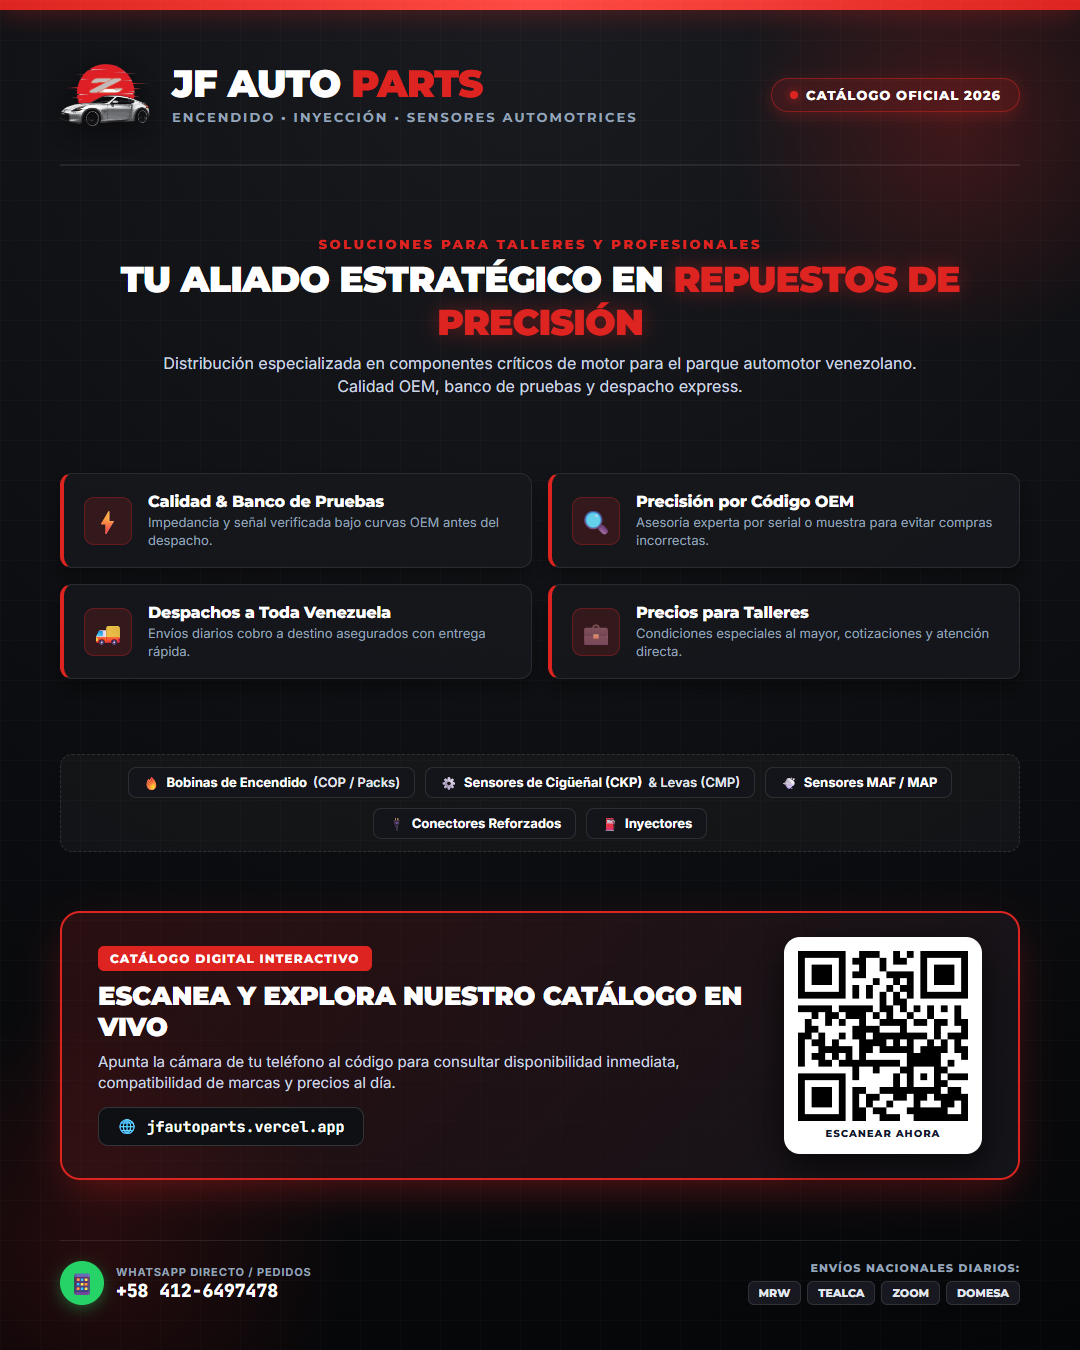 JF AUTO PARTS
ENCENDIDO • INYECCIÓN • SENSORES AUTOMOTRICES
CATÁLOGO OFICIAL 2026
SOLUCIONES PARA TALLERES Y PROFESIONALES
TU ALIADO ESTRATÉGICO EN REPUESTOS DE
PRECISIÓN
Distribución especializada en componentes críticos de motor para el parque automotor venezolano.
Calidad OEM, banco de pruebas y despacho express.
Calidad & Banco de Pruebas
Impedancia y señal verificada bajo curvas OEM antes del
despacho.
Precisión por Código OEM
Asesoría experta por serial o muestra para evitar compras
incorrectas.
Despachos a Toda Venezuela
Envíos diarios cobro a destino asegurados con entrega
rápida.
Precios para Talleres
Condiciones especiales al mayor, cotizaciones y atención
directa.
Bobinas de Encendido (COP / Packs)
Sensores de Cigüeñal (CKP) & Levas (CMP)
Sensores MAF / MAP
Conectores Reforzados
Inyectores
CATÁLOGO DIGITAL INTERACTIVO
ESCANEA Y EXPLORA NUESTRO CATÁLOGO EN
VIVO
Apunta la cámara de tu teléfono al código para consultar disponibilidad inmediata,
compatibilidad de marcas y precios al día.
jfautoparts.vercel.app
ESCANEAR AHORA
WHATSAPP DIRECTO / PEDIDOS
+58 412-6497478
ENVÍOS NACIONALES DIARIOS:
MRW TEALCA ZOOM DOMESA